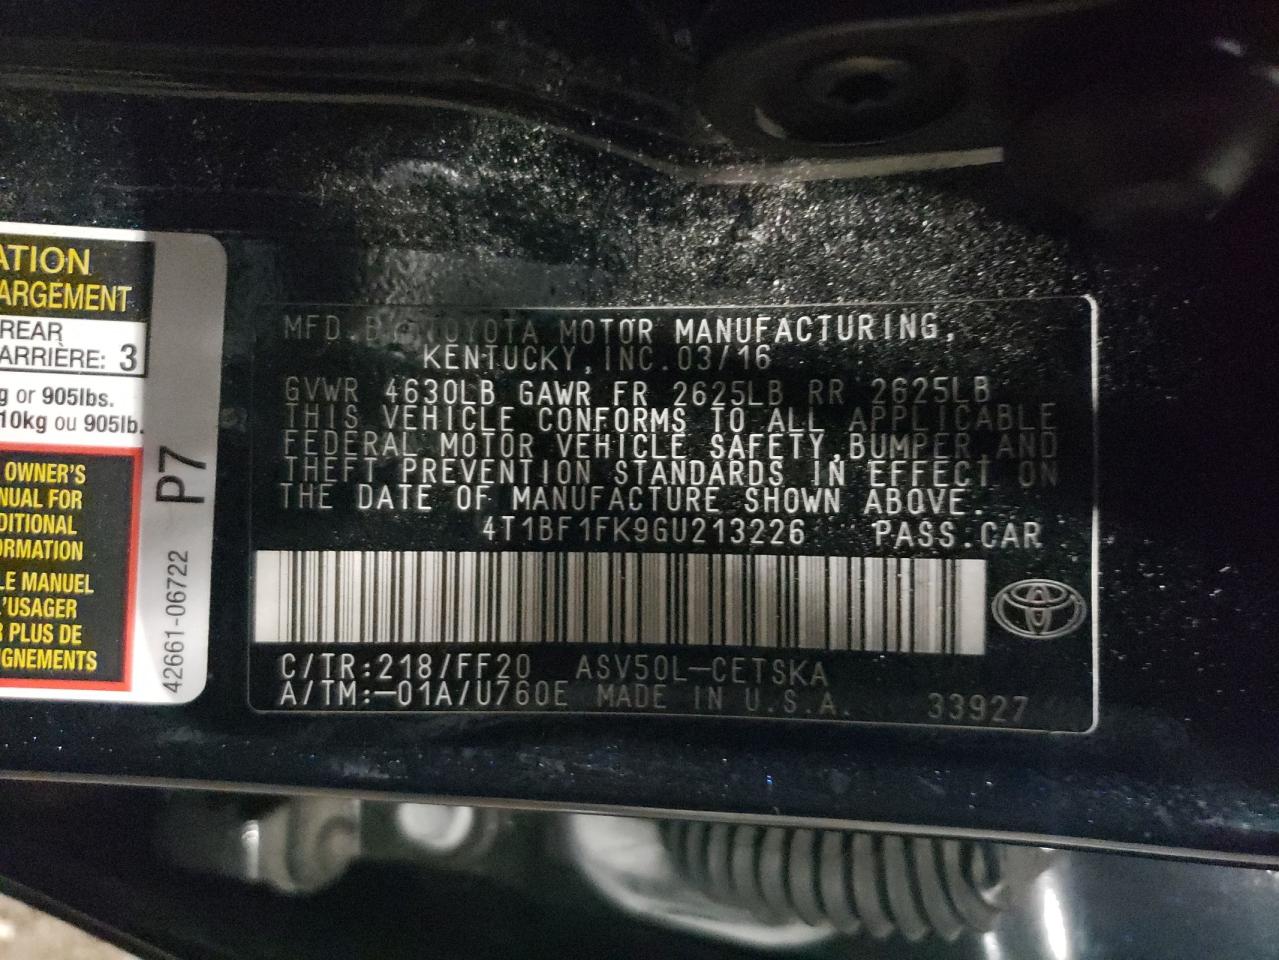 ATION
ARGEMENT
REAR
ARRIÈRE: 3
g or 905lbs.
10kg ou 905lb.
OWNER'S
NUAL FOR
DITIONAL
ORMATION
LE MANUEL
L'USAGER
R PLUS DE
IGNEMENTS
P7
42661-06722
MFD. BY TOYOTA MOTOR MANUFACTURING,
KENTUCKY, INC. 03/16
GVWR 4630LB GAWR FR 2625LB RR 2625LB
THIS VEHICLE CONFORMS TO ALL APPLICABLE
FEDERAL MOTOR VEHICLE SAFETY, BUMPER, AND
THEFT PREVENTION STANDARDS IN EFFECT ON
THE DATE OF MANUFACTURE SHOWN ABOVE.
4T1BF1FK9GU213226 PASS. CAR
C/TR:218/FF20 ASV50L-CETSKA
A/TM:-01A/U760E MADE IN U.S.A. 33927